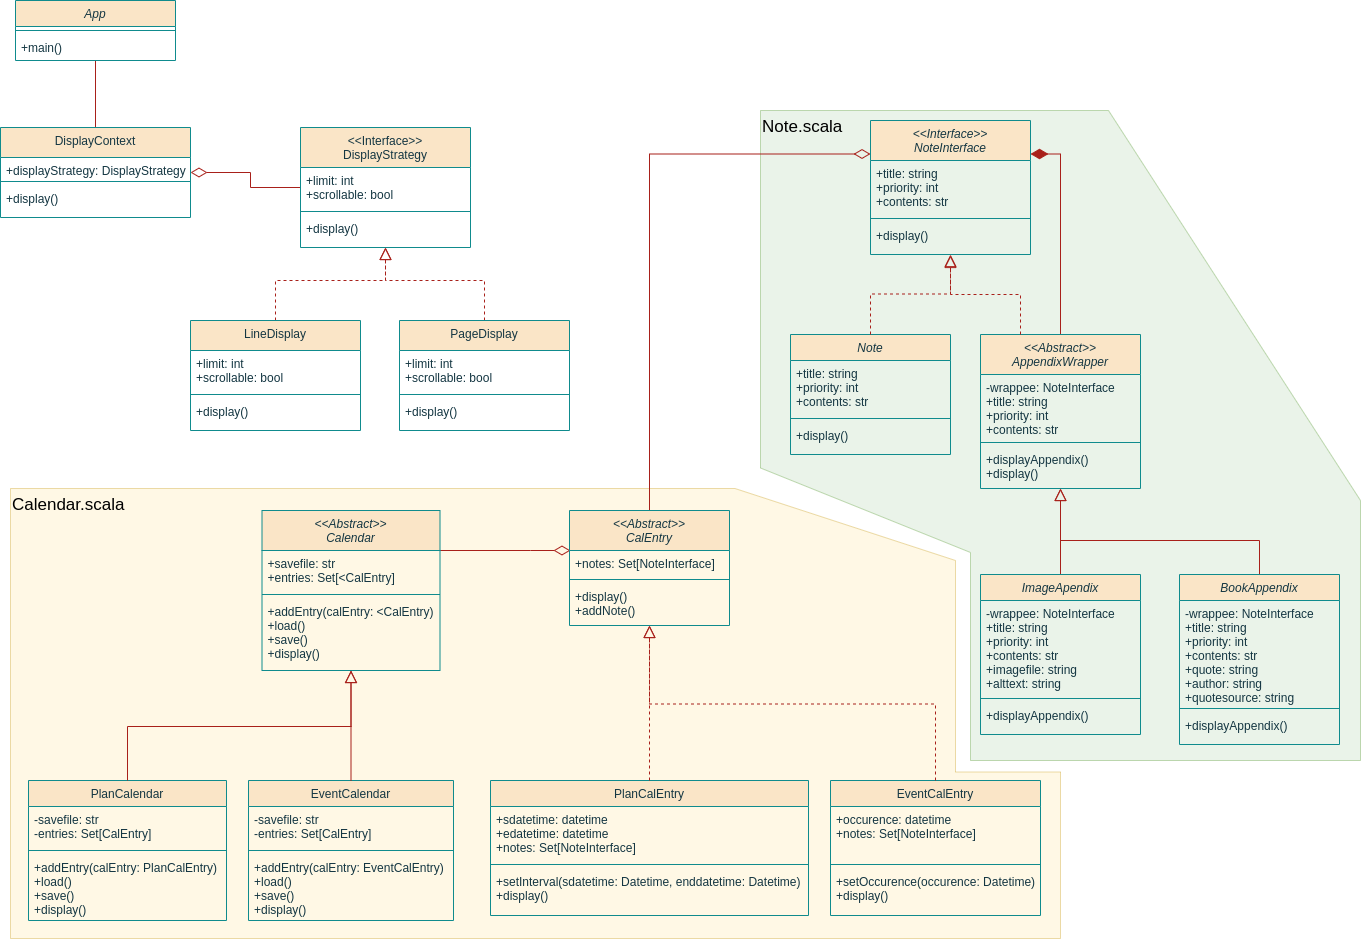 App
+main()
DisplayContext
+displayStrategy: DisplayStrategy
+display()
<<Interface>>
DisplayStrategy
+limit: int
+scrollable: bool
+display()
LineDisplay
+limit: int
+scrollable: bool
+display()
PageDisplay
+limit: int
+scrollable: bool
+display()
Note.scala
<<Interface>>
NoteInterface
+title: string
+priority: int
+contents: str
+display()
Note
+title: string
+priority: int
+contents: str
+display()
<<Abstract>>
AppendixWrapper
-wrappee: NoteInterface
+title: string
+priority: int
+contents: str
+displayAppendix()
+display()
ImageApendix
-wrappee: NoteInterface
+title: string
+priority: int
+contents: str
+imagefile: string
+alttext: string
+displayAppendix()
BookAppendix
-wrappee: NoteInterface
+title: string
+priority: int
+contents: str
+quote: string
+author: string
+quotesource: string
+displayAppendix()
Calendar.scala
<<Abstract>>
Calendar
+savefile: str
+entries: Set[<CalEntry]
+addEntry(calEntry: <CalEntry)
+load()
+save()
+display()
<<Abstract>>
CalEntry
+notes: Set[NoteInterface]
+display()
+addNote()
PlanCalendar
-savefile: str
-entries: Set[CalEntry]
+addEntry(calEntry: PlanCalEntry)
+load()
+save()
+display()
EventCalendar
-savefile: str
-entries: Set[CalEntry]
+addEntry(calEntry: EventCalEntry)
+load()
+save()
+display()
PlanCalEntry
+sdatetime: datetime
+edatetime: datetime
+notes: Set[NoteInterface]
+setInterval(sdatetime: Datetime, enddatetime: Datetime)
+display()
EventCalEntry
+occurence: datetime
+notes: Set[NoteInterface]
+setOccurence(occurence: Datetime)
+display()